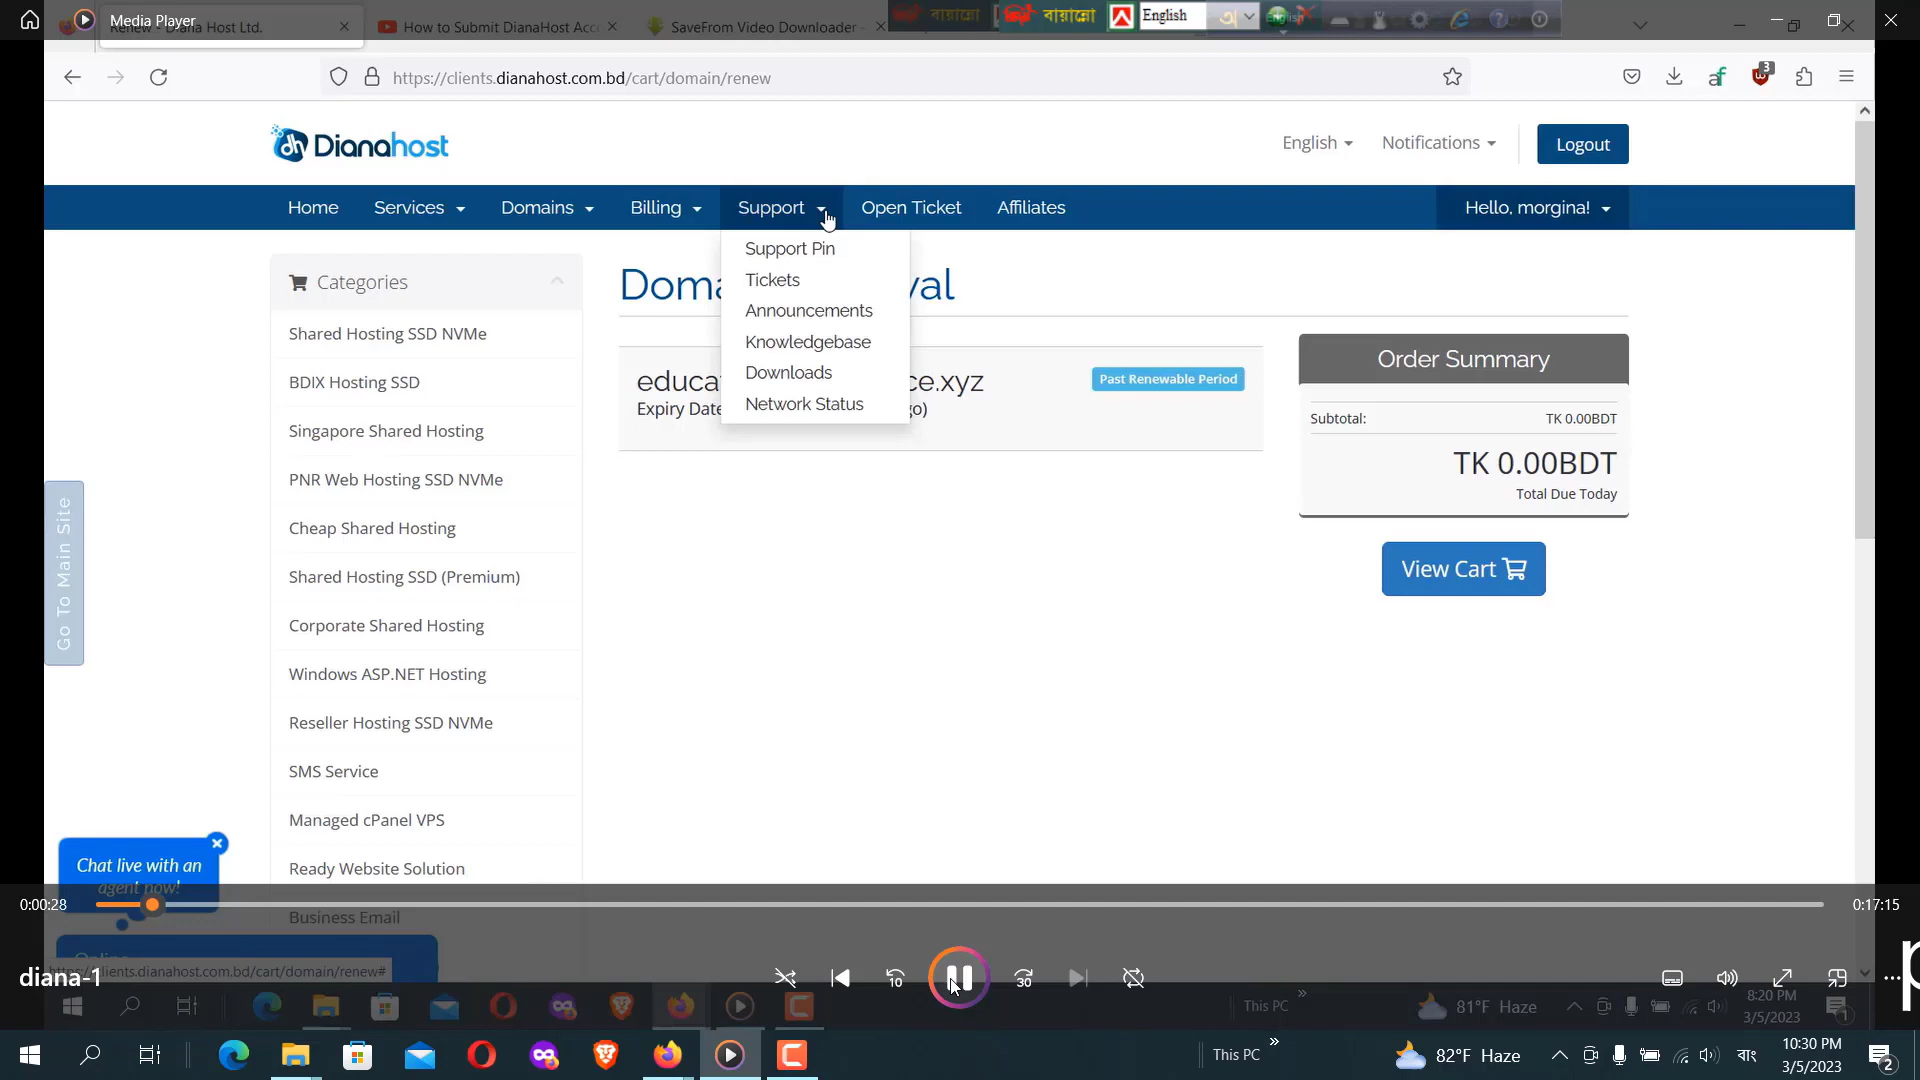 Media Player
Renew - Diana Host Ltd.
How to Submit DianaHost Acc
SaveFrom Video Downloader
বায়ান্নো
বায়ান্নো
English
https://clients.dianahost.com.bd/cart/domain/renew
3
dh Dianahost
English
Notifications
Logout
Home
Services
Domains
Billing
Support
Open Ticket
Affiliates
Hello, morgina!
Support Pin
Tickets
Announcements
Knowledgebase
Downloads
Network Status
Categories
Shared Hosting SSD NVMe
BDIX Hosting SSD
Singapore Shared Hosting
PNR Web Hosting SSD NVMe
Cheap Shared Hosting
Shared Hosting SSD (Premium)
Corporate Shared Hosting
Windows ASP.NET Hosting
Reseller Hosting SSD NVMe
SMS Service
Managed cPanel VPS
Ready Website Solution
Business Email
Expiry Date
Past Renewable Period
Order Summary
Subtotal:
TK 0.00BDT
TK 0.00BDT
Total Due Today
View Cart
Go To Main Site
Chat live with an
agent now!
0:00:28
0:17:15
https://clients.dianahost.com.bd/cart/domain/renew#
diana-1
10
30
This PC
81°F Haze
8:20 PM
3/5/2023
1
This PC
82°F Haze
বাং
10:30 PM
3/5/2023
2